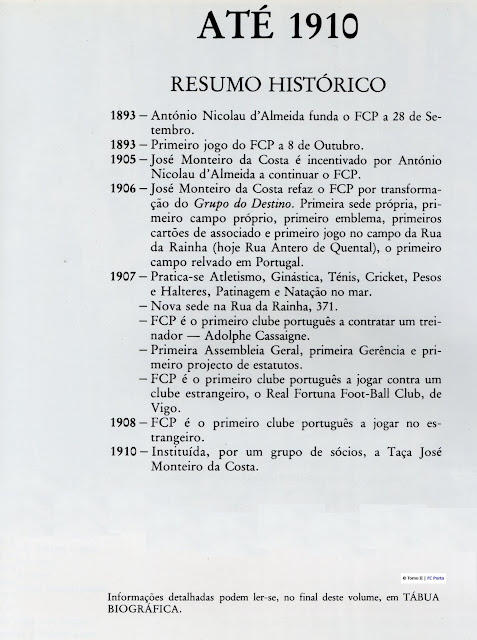 ATÉ 1910
RESUMO HISTÓRICO
1893 – António Nicolau d'Almeida funda o FCP a 28 de Se-
tembro.
1893 – Primeiro jogo do FCP a 8 de Outubro.
1905 – José Monteiro da Costa é incentivado por António
Nicolau d'Almeida a continuar o FCP.
1906 – José Monteiro da Costa refaz o FCP por transforma-
ção do Grupo do Destino. Primeira sede própria, pri-
meiro campo próprio, primeiro emblema, primeiros
cartões de associado e primeiro jogo no campo da Rua
da Rainha (hoje Rua Antero de Quental), o primeiro
campo relvado em Portugal.
1907 – Pratica-se Atletismo, Ginástica, Ténis, Cricket, Pesos
e Halteres, Patinagem e Natação no mar.
– Nova sede na Rua da Rainha, 371.
– FCP é o primeiro clube português a contratar um trei-
nador — Adolphe Cassaigne.
– Primeira Assembleia Geral, primeira Gerência e pri-
meiro projecto de estatutos.
– FCP é o primeiro clube português a jogar contra um
clube estrangeiro, o Real Fortuna Foot-Ball Club, de
Vigo.
1908 – FCP é o primeiro clube português a jogar no es-
trangeiro.
1910 – Instituída, por um grupo de sócios, a Taça José
Monteiro da Costa.
© Tomo II | FC Porto
Informações detalhadas podem ler-se, no final deste volume, em TÁBUA
BIOGRÁFICA.